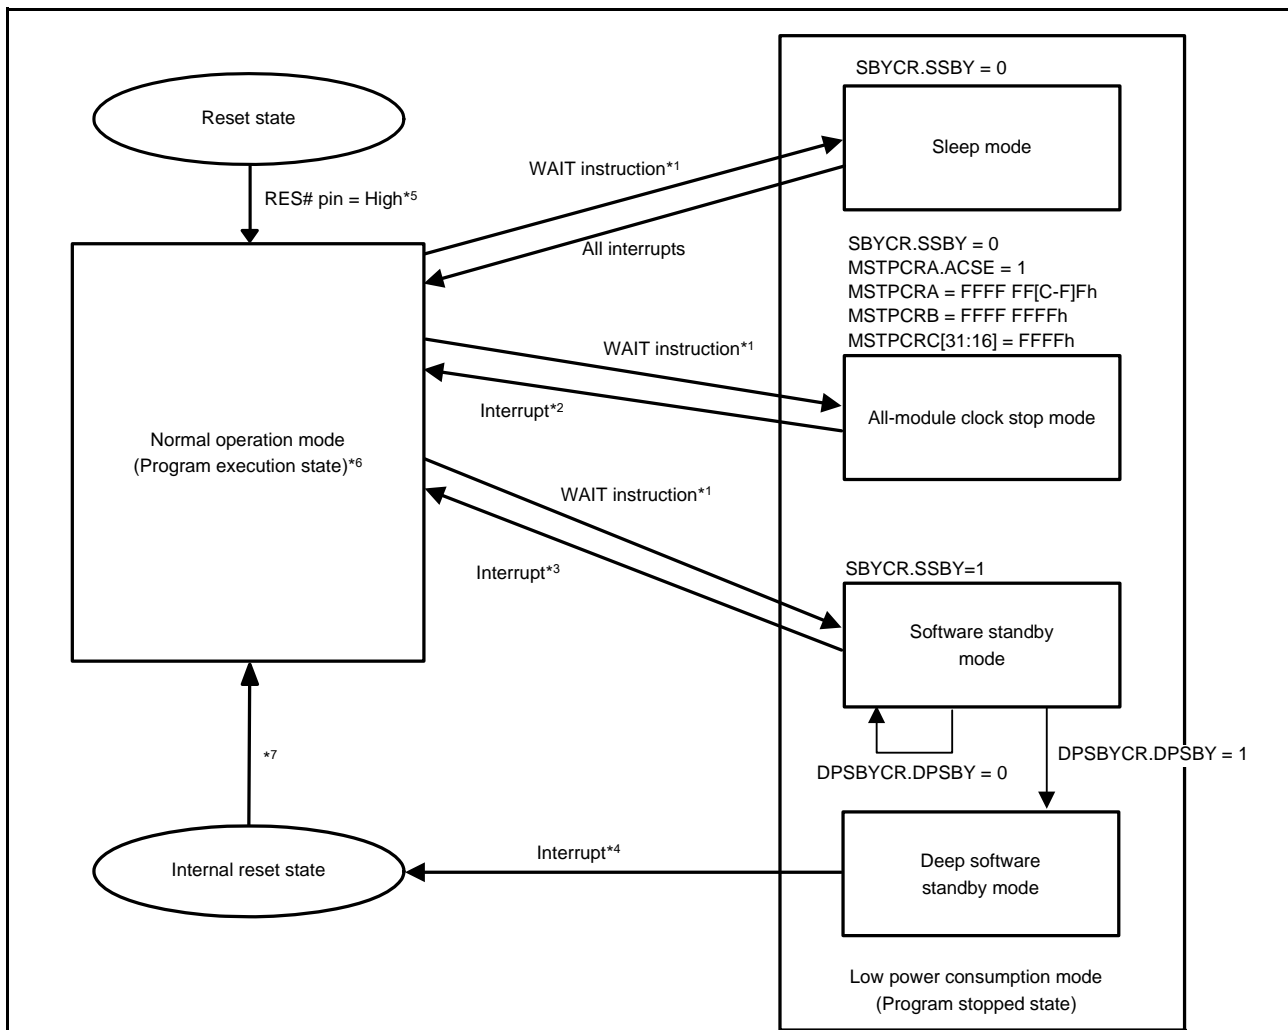 SBYCR.SSBY = 0
Reset state
Sleep mode
WAIT instruction*1
RES# pin = High*5
All interrupts
SBYCR.SSBY = 0
MSTPCRA.ACSE = 1
MSTPCRA = FFFF FF[C-F]Fh
MSTPCRB = FFFF FFFFh
MSTPCRC[31:16] = FFFFh
WAIT instruction*1
Interrupt*2
All-module clock stop mode
Normal operation mode
(Program execution state)*6
WAIT instruction*1
Interrupt*3
SBYCR.SSBY=1
Software standby
mode
*7
DPSBYCR.DPSBY = 0
DPSBYCR.DPSBY = 1
Interrupt*4
Internal reset state
Deep software
standby mode
Low power consumption mode
(Program stopped state)